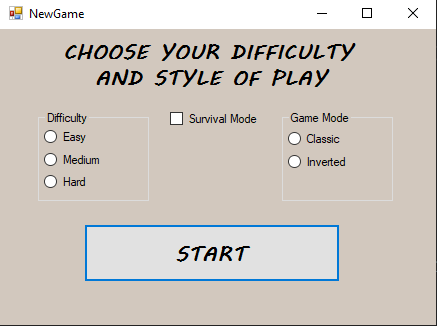 NewGame
CHOOSE YOUR DIFFICULTY
AND STYLE OF PLAY
Difficulty
Easy
Medium
Hard
Survival Mode
Game Mode
Classic
Inverted
START